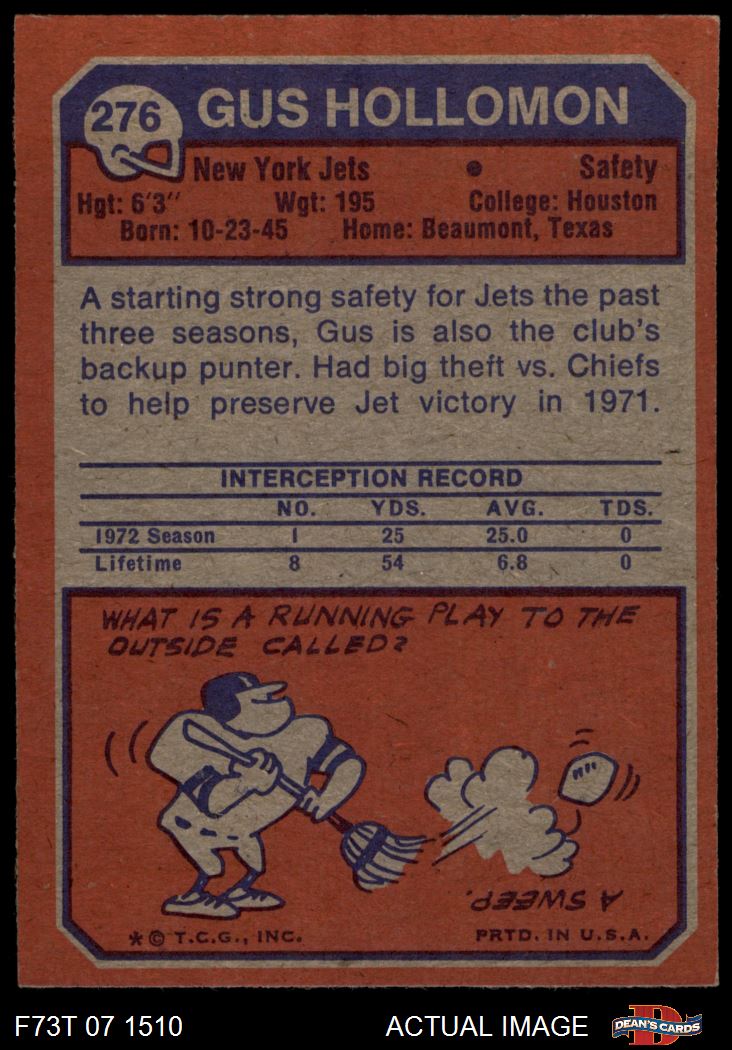 276 GUS HOLLOMON
New York Jets • Safety
Hgt: 6'3" Wgt: 195 College: Houston
Born: 10-23-45 Home: Beaumont, Texas
A starting strong safety for Jets the past
three seasons, Gus is also the club's
backup punter. Had big theft vs. Chiefs
to help preserve Jet victory in 1971.
INTERCEPTION RECORD
NO. YDS. AVG. TDS.
1972 Season 1 25 25.0 0
Lifetime 8 54 6.8 0
WHAT IS A RUNNING PLAY TO THE
OUTSIDE CALLED?
A SWEEP.
* © T.C.G., INC. PRTD. IN U.S.A.
F73T 07 1510 ACTUAL IMAGE D DEAN'S CARDS